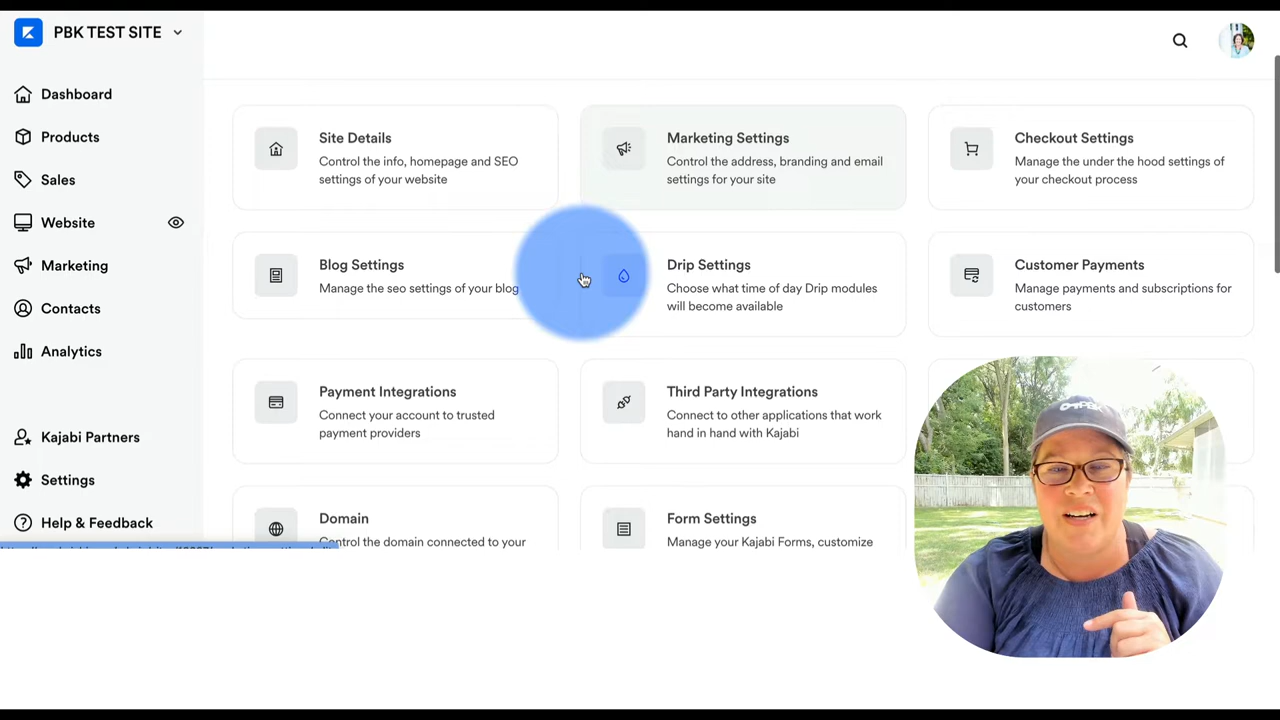 PBK TEST SITE
Dashboard
Products
Sales
Website
Marketing
Contacts
Analytics
Kajabi Partners
Settings
Help & Feedback
Site Details
Control the info, homepage and SEO
settings of your website
Marketing Settings
Control the address, branding and email
settings for your site
Checkout Settings
Manage the under the hood settings of
your checkout process
Blog Settings
Manage the seo settings of your blog
Drip Settings
Choose what time of day Drip modules
will become available
Customer Payments
Manage payments and subscriptions for
customers
Payment Integrations
Connect your account to trusted
payment providers
Third Party Integrations
Connect to other applications that work
hand in hand with Kajabi
Domain
Control the domain connected to your
Form Settings
Manage your Kajabi Forms, customize